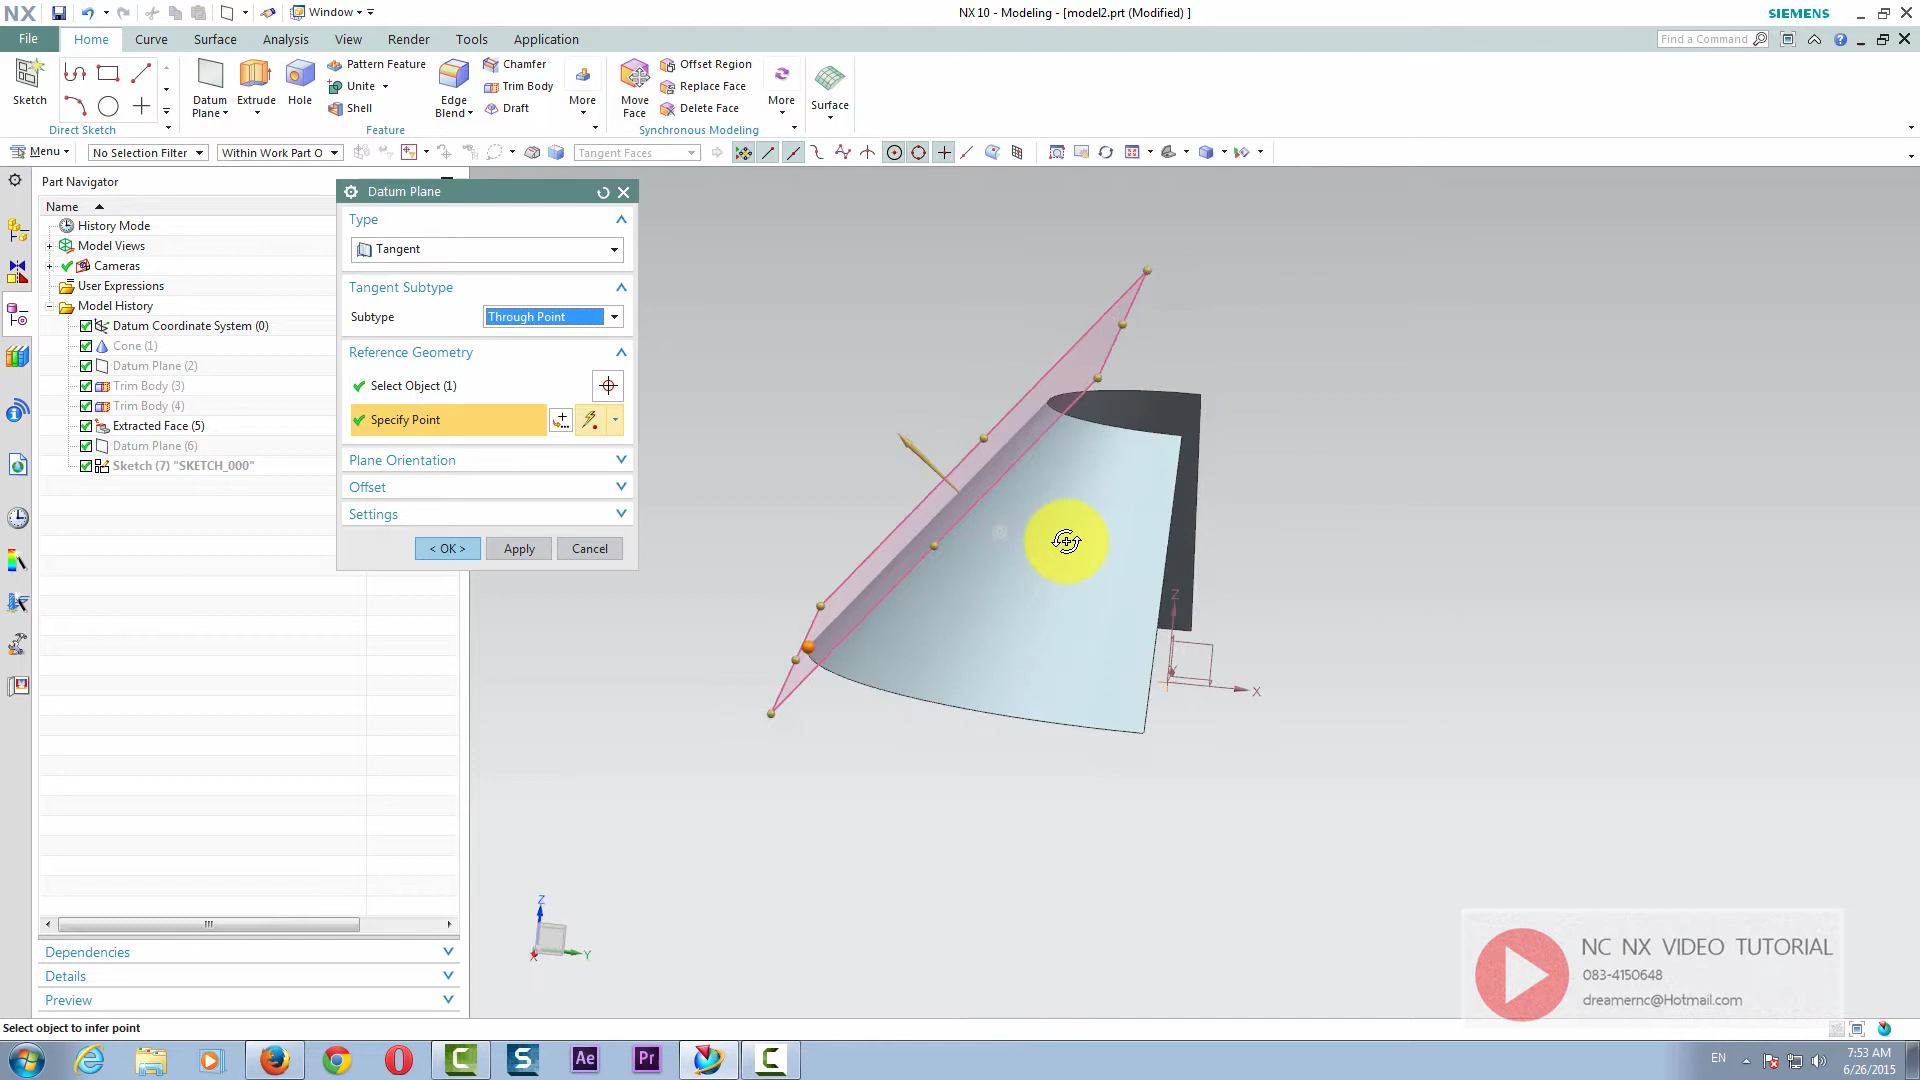 NX Window NX 10 - Modeling - [model2.prt (Modified) ] SIEMENS
File Home Curve Surface Analysis View Render Tools Application Find a Command
Sketch Datum Plane Extrude Hole Pattern Feature Unite Shell Edge Blend Chamfer Trim Body Draft More Move Face Offset Region Replace Face Delete Face More Surface
Direct Sketch Feature Synchronous Modeling
Menu No Selection Filter Within Work Part O Tangent Faces
Part Navigator
Name
History Mode
Model Views
Cameras
User Expressions
Model History
Datum Coordinate System (0)
Cone (1)
Datum Plane (2)
Trim Body (3)
Trim Body (4)
Extracted Face (5)
Datum Plane (6)
Sketch (7) "SKETCH_000"
Dependencies
Details
Preview
Datum Plane
Type
Tangent
Tangent Subtype
Subtype Through Point
Reference Geometry
Select Object (1)
Specify Point
Plane Orientation
Offset
Settings
< OK > Apply Cancel
Z
X
Z
Y
X
NC NX VIDEO TUTORIAL
083-4150648
dreamernc@Hotmail.com
Select object to infer point
S Ae Pr C EN 7:53 AM
6/26/2015